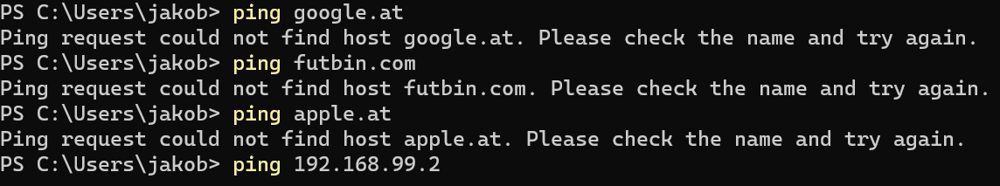 PS C:\Users\jakob> ping google.at
Ping request could not find host google.at. Please check the name and try again.
PS C:\Users\jakob> ping futbin.com
Ping request could not find host futbin.com. Please check the name and try again.
PS C:\Users\jakob> ping apple.at
Ping request could not find host apple.at. Please check the name and try again.
PS C:\Users\jakob> ping 192.168.99.2